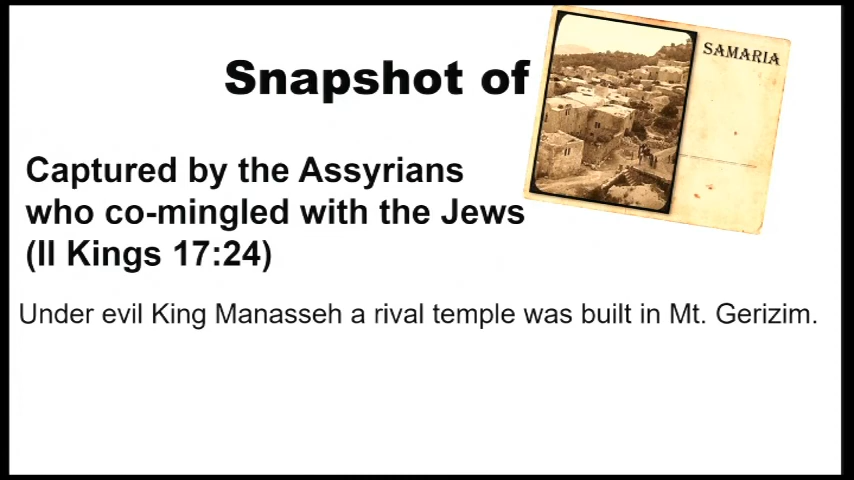 Snapshot of
SAMARIA
Captured by the Assyrians
who co-mingled with the Jews
(II Kings 17:24)
Under evil King Manasseh a rival temple was built in Mt. Gerizim.